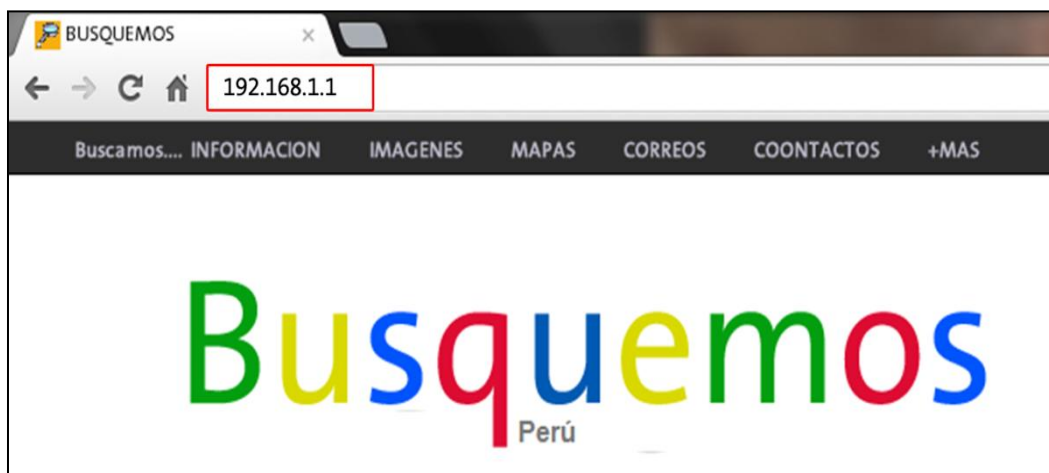 BUSQUEMOS
192.168.1.1
Buscamos.... INFORMACION IMAGENES MAPAS CORREOS COONTACTOS +MAS
Busquemos
Perú